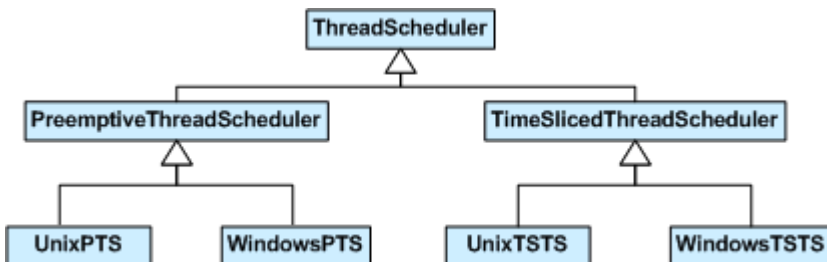 ThreadScheduler
PreemptiveThreadScheduler
TimeSlicedThreadScheduler
UnixPTS
WindowsPTS
UnixTSTS
WindowsTSTS